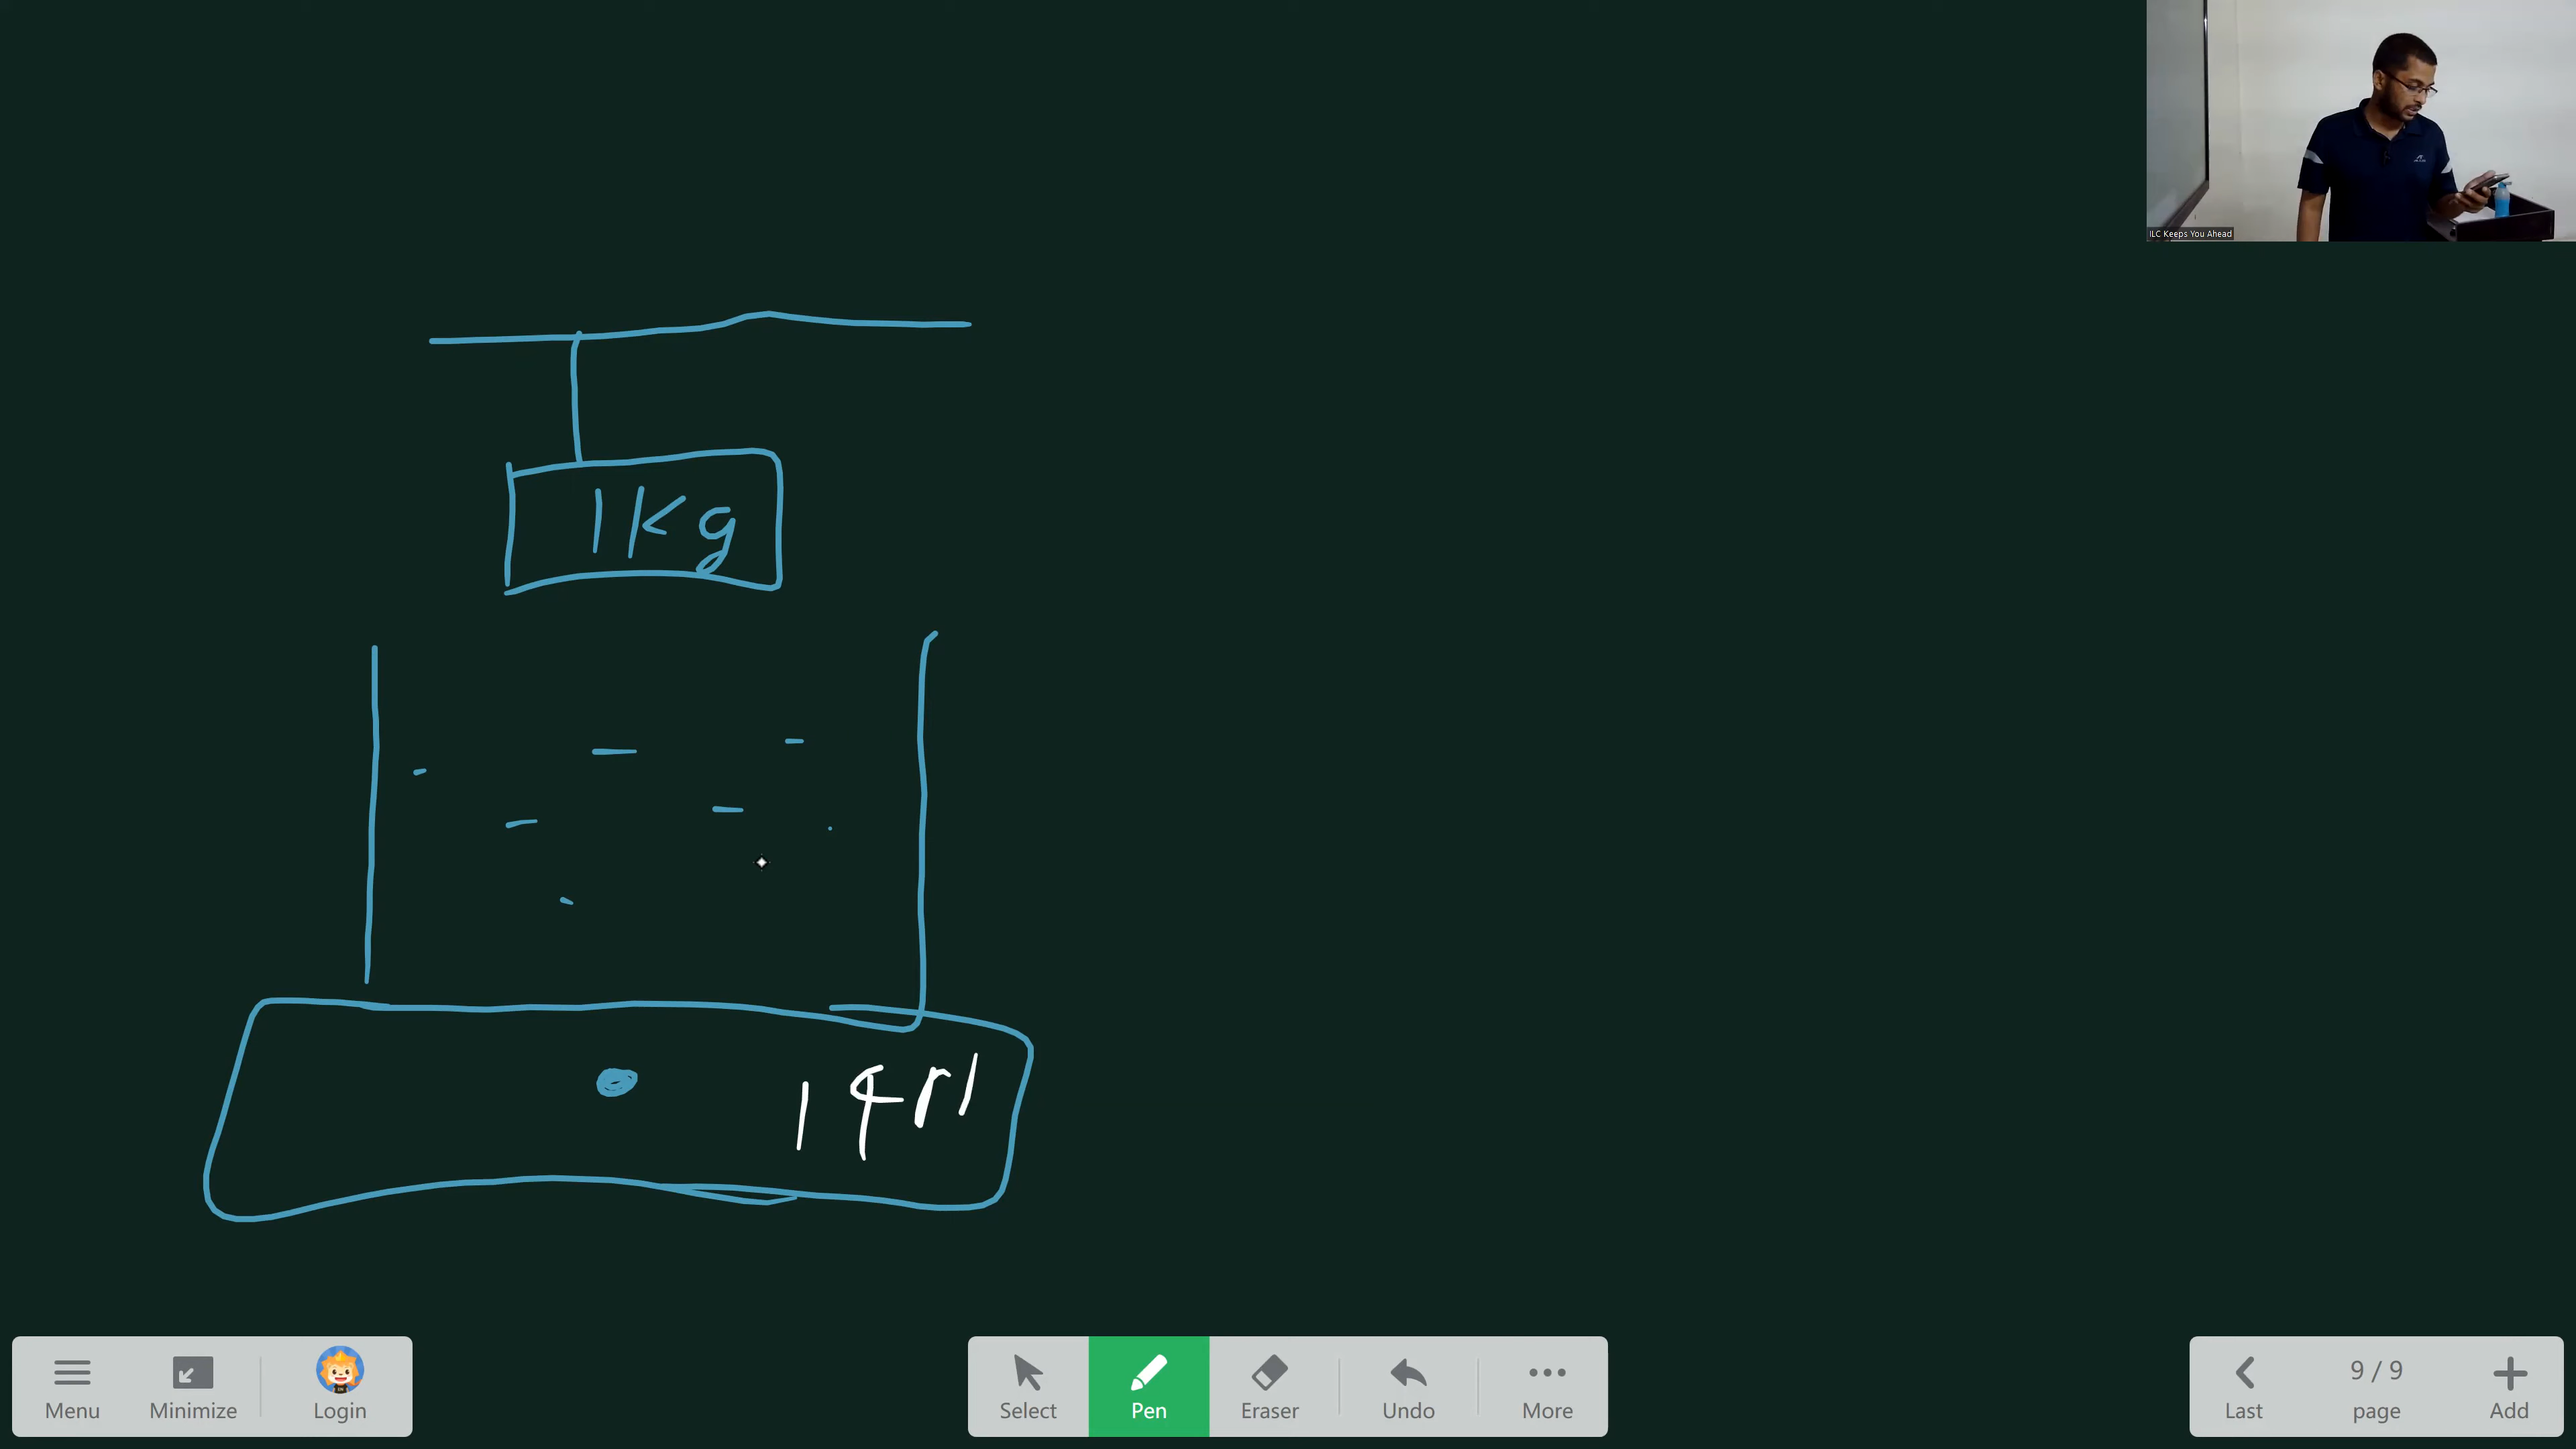 ILC Keeps You Ahead
1Kg
Menu
Minimize
Login
Select
Pen
Eraser
Undo
More
Last
9 / 9
page
Add